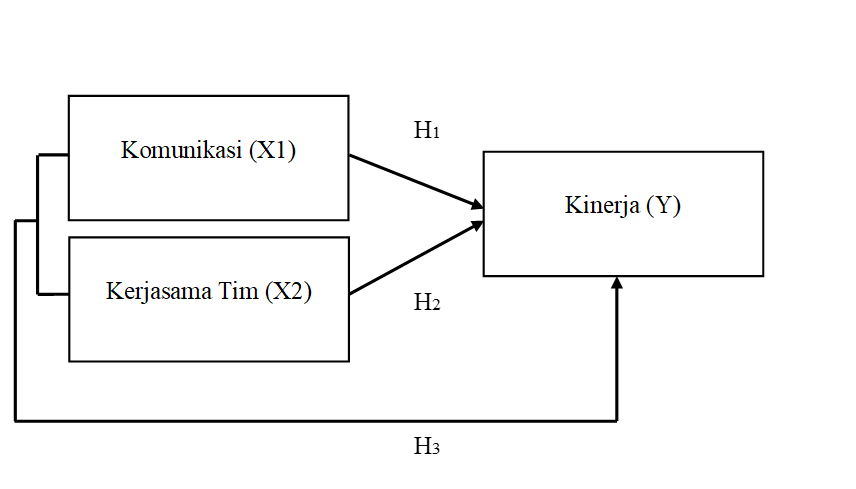 H1
Komunikasi (X1)
Kinerja (Y)
Kerjasama Tim (X2)
H2
H3